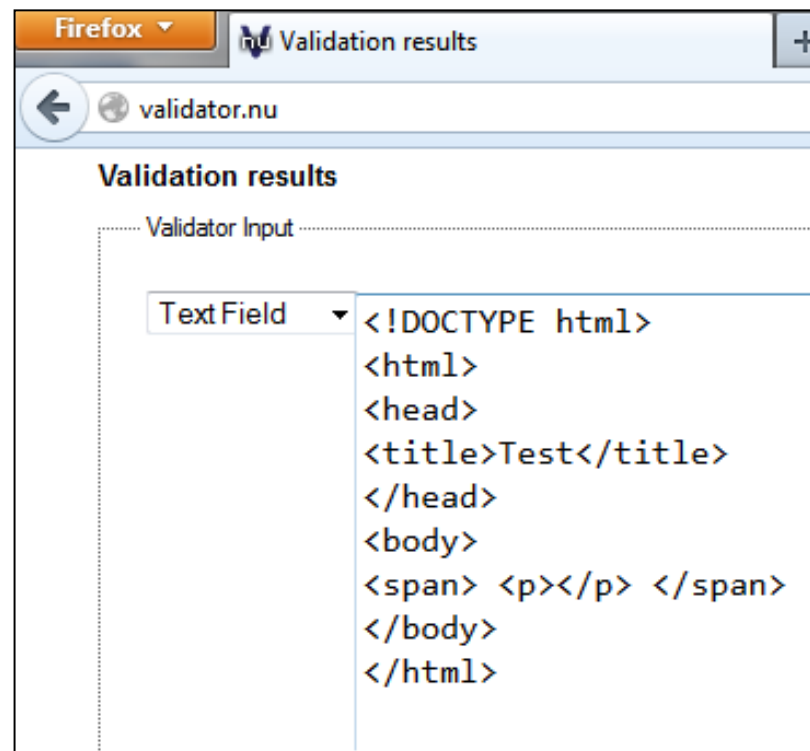 Firefox
nu Validation results +
validator.nu
Validation results
Validator Input
Text Field
<!DOCTYPE html>
<html>
<head>
<title>Test</title>
</head>
<body>
<span> <p></p> </span>
</body>
</html>